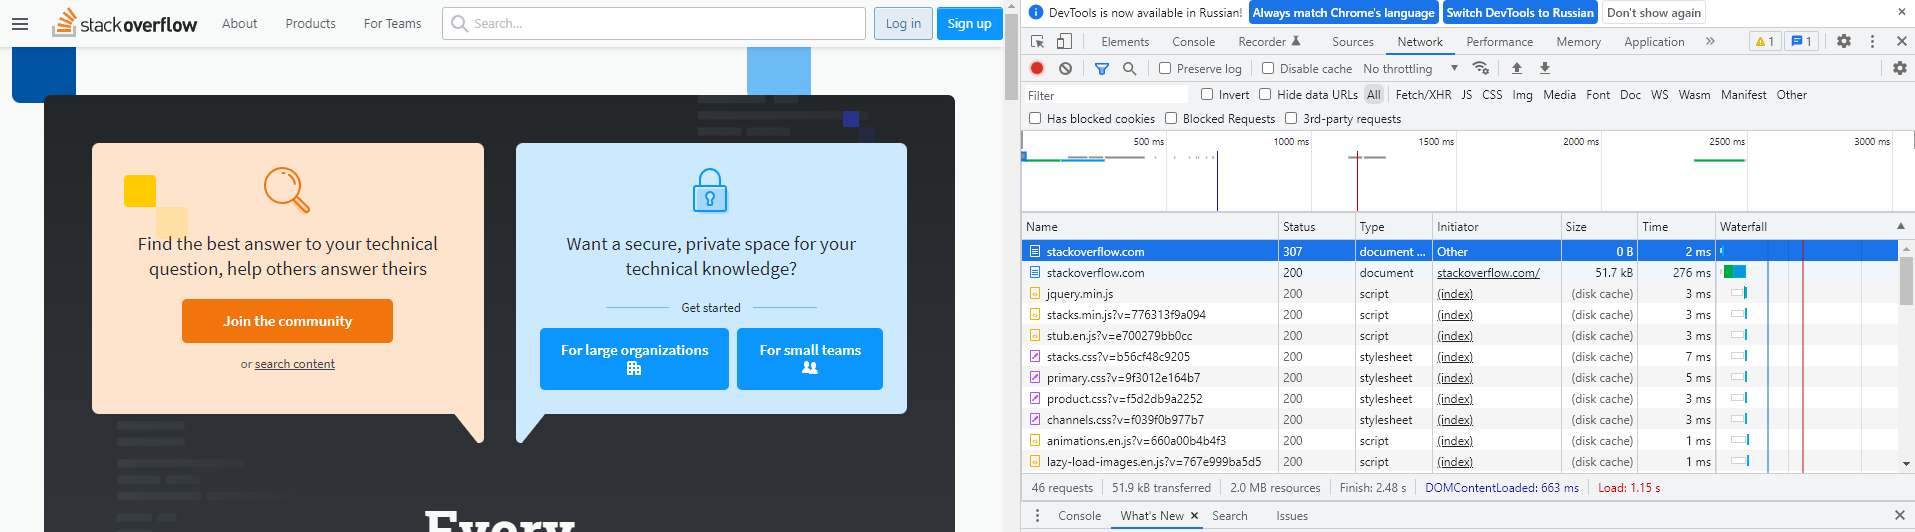 stackoverflow About Products For Teams Search... Log in Sign up
Find the best answer to your technical
question, help others answer theirs
Join the community
or search content
Want a secure, private space for your
technical knowledge?
Get started
For large organizations
For small teams
Every
DevTools is now available in Russian! Always match Chrome's language Switch DevTools to Russian Don't show again ×
Elements Console Recorder Sources Network Performance Memory Application » 1 1
Preserve log Disable cache No throttling
Filter Invert Hide data URLs All Fetch/XHR JS CSS Img Media Font Doc WS Wasm Manifest Other
Has blocked cookies Blocked Requests 3rd-party requests
500 ms 1000 ms 1500 ms 2000 ms 2500 ms 3000 ms
Name Status Type Initiator Size Time Waterfall
stackoverflow.com 307 document ... Other 0 B 2 ms
stackoverflow.com 200 document stackoverflow.com/ 51.7 kB 276 ms
jquery.min.js 200 script (index) (disk cache) 3 ms
stacks.min.js?v=776313f9a094 200 script (index) (disk cache) 3 ms
stub.en.js?v=e700279bb0cc 200 script (index) (disk cache) 3 ms
stacks.css?v=b56cf48c9205 200 stylesheet (index) (disk cache) 7 ms
primary.css?v=9f3012e164b7 200 stylesheet (index) (disk cache) 5 ms
product.css?v=f5d2db9a2252 200 stylesheet (index) (disk cache) 3 ms
channels.css?v=f039f0b977b7 200 stylesheet (index) (disk cache) 3 ms
animations.en.js?v=660a00b4b4f3 200 script (index) (disk cache) 1 ms
lazy-load-images.en.js?v=767e999ba5d5 200 script (index) (disk cache) 1 ms
46 requests 51.9 kB transferred 2.0 MB resources Finish: 2.48 s DOMContentLoaded: 663 ms Load: 1.15 s
Console What's New × Search Issues